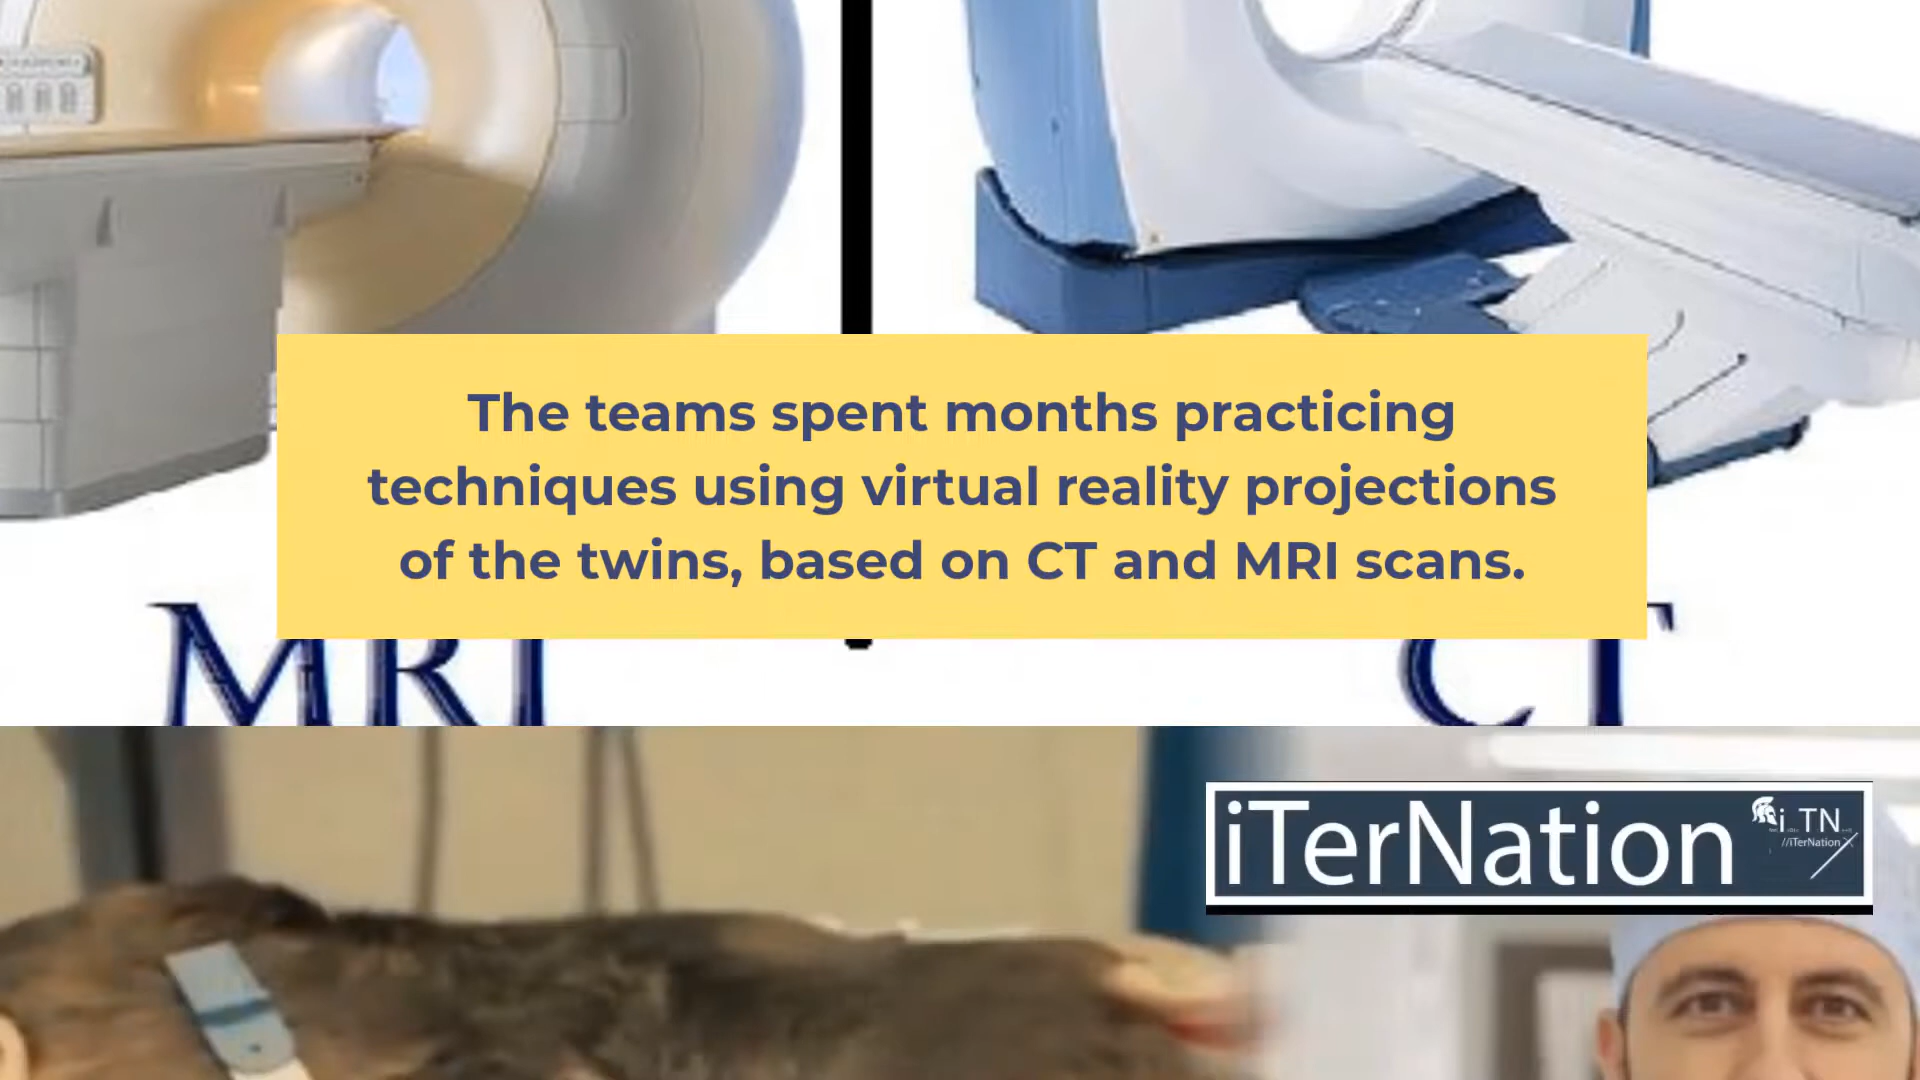 The teams spent months practicing
techniques using virtual reality projections
of the twins, based on CT and MRI scans.
MRI
CT
iTerNation
i TN
//iTerNation